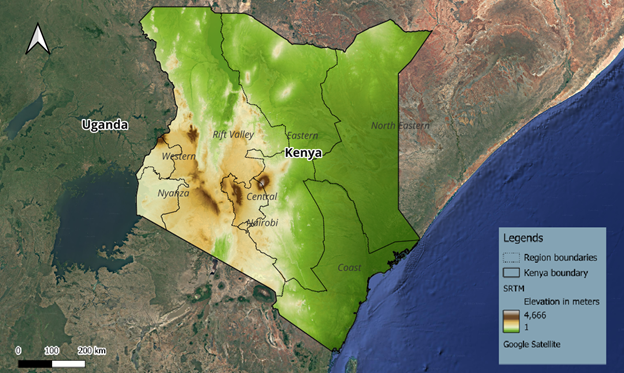 Uganda
Rift Valley
Eastern
North Eastern
Kenya
Western
Nyanza
Central
Nairobi
Coast
Legends
Region boundaries
Kenya boundary
SRTM
Elevation in meters
4,666
1
Google Satellite
0 100 200 km